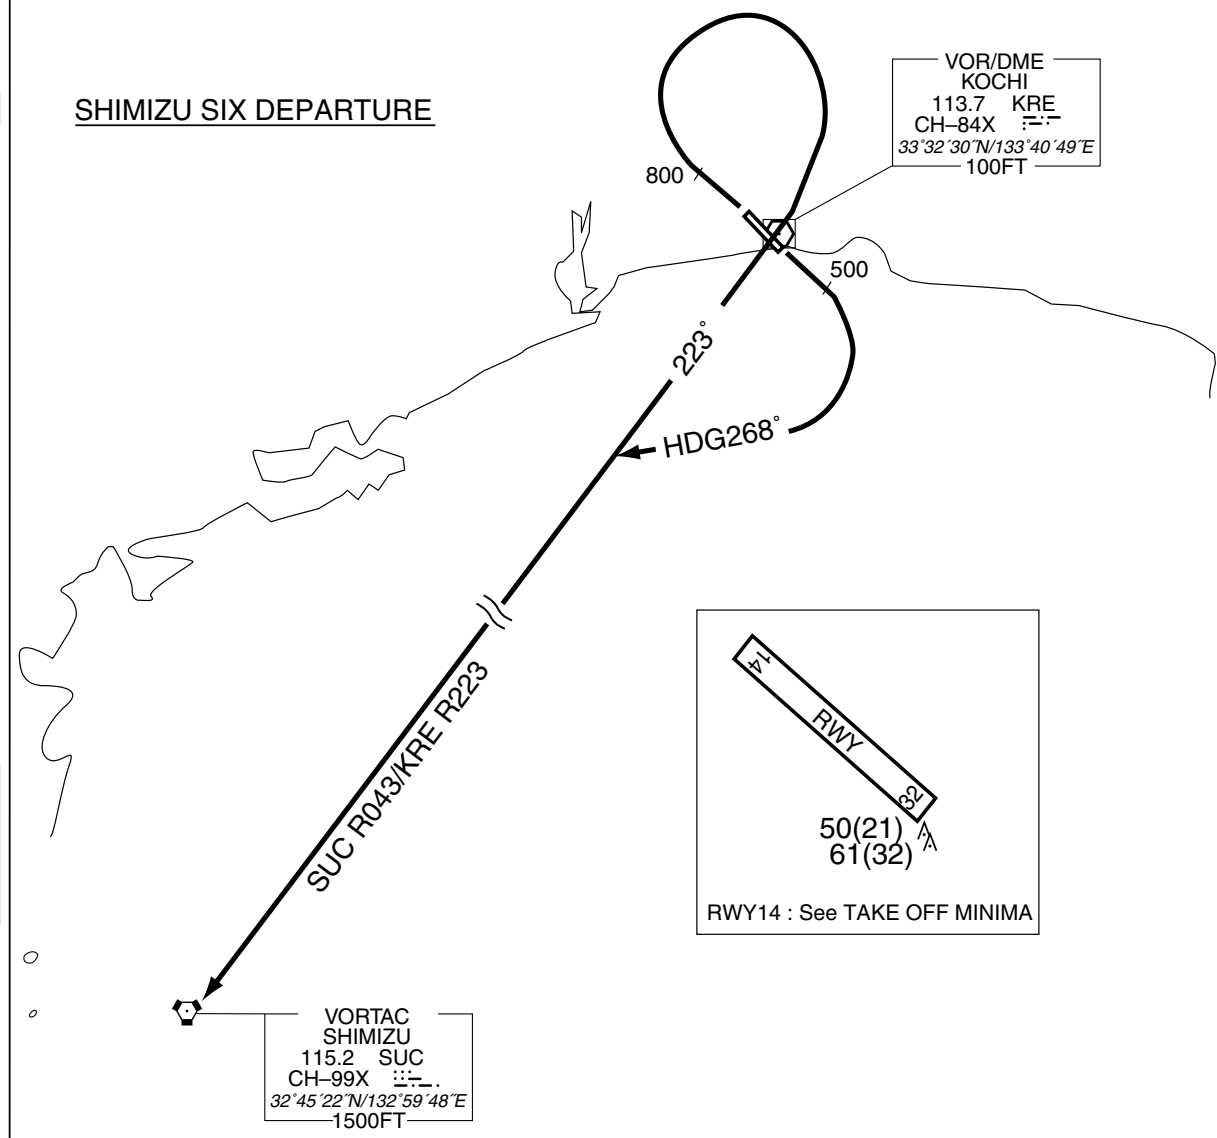 SHIMIZU SIX DEPARTURE
VOR/DME
KOCHI
113.7 KRE
CH–84X
33°32′30″N/133°40′49″E
100FT
800
500
223°
HDG268°
SUC R043/KRE R223
14
RWY
32
50(21)
61(32)
RWY14 : See TAKE OFF MINIMA
VORTAC
SHIMIZU
115.2 SUC
CH–99X
32°45′22″N/132°59′48″E
1500FT